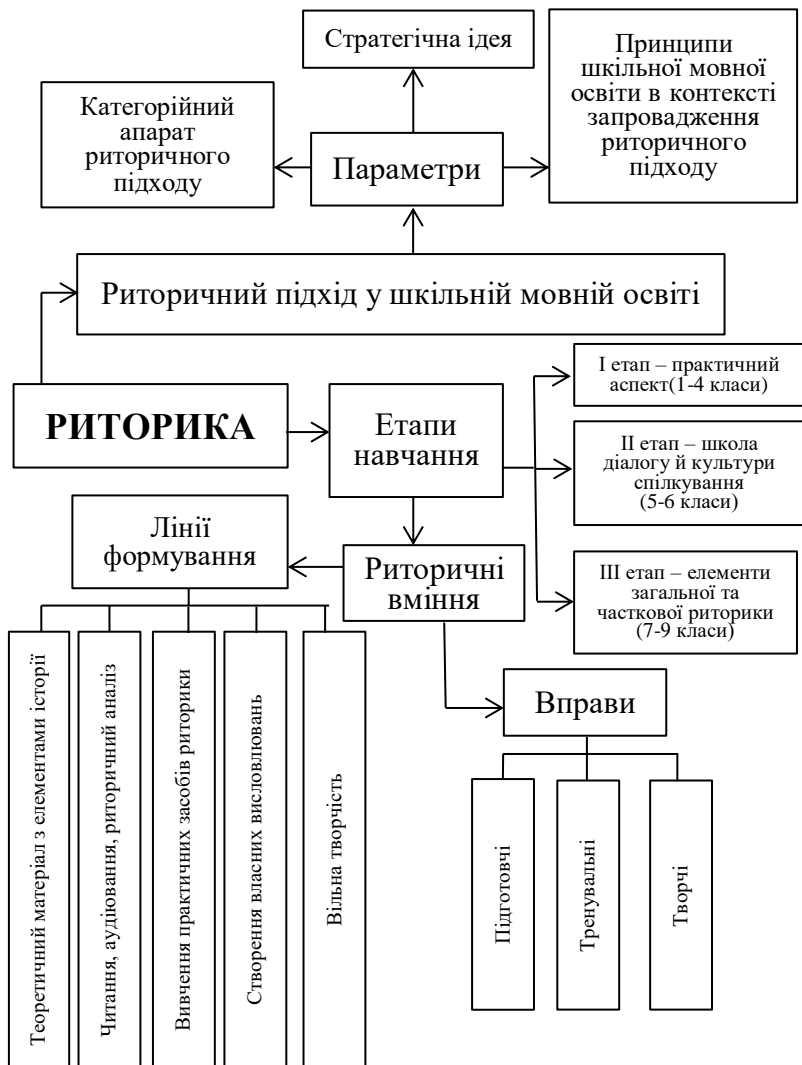 Стратегічна ідея
Принципи
шкільної мовної
освіти в контексті
запровадження
риторичного
підходу
Категорійний
апарат
риторичного
підходу
Параметри
Риторичний підхід у шкільній мовній освіті
РИТОРИКА
Етапи
навчання
І етап – практичний
аспект(1-4 класи)
ІІ етап – школа
діалогу й культури
спілкування
(5-6 класи)
ІІІ етап – елементи
загальної та
часткової риторики
(7-9 класи)
Лінії
формування
Риторичні
вміння
Вправи
Теоретичний матеріал з елементами історії
Читання, аудіювання, риторичний аналіз
Вивчення практичних засобів риторики
Створення власних висловлювань
Вільна творчість
Підготовчі
Тренувальні
Творчі